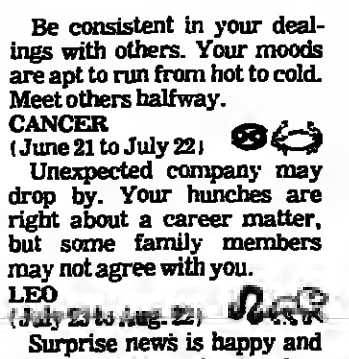 Be consistent in your deal-
ings with others. Your moods
are apt to run from hot to cold.
Meet others halfway.
CANCER
(June 21 to July 22)
Unexpected company may
drop by. Your hunches are
right about a career matter,
but some family members
may not agree with you.
LEO
(July 23 to Aug. 22)
Surprise news is happy and